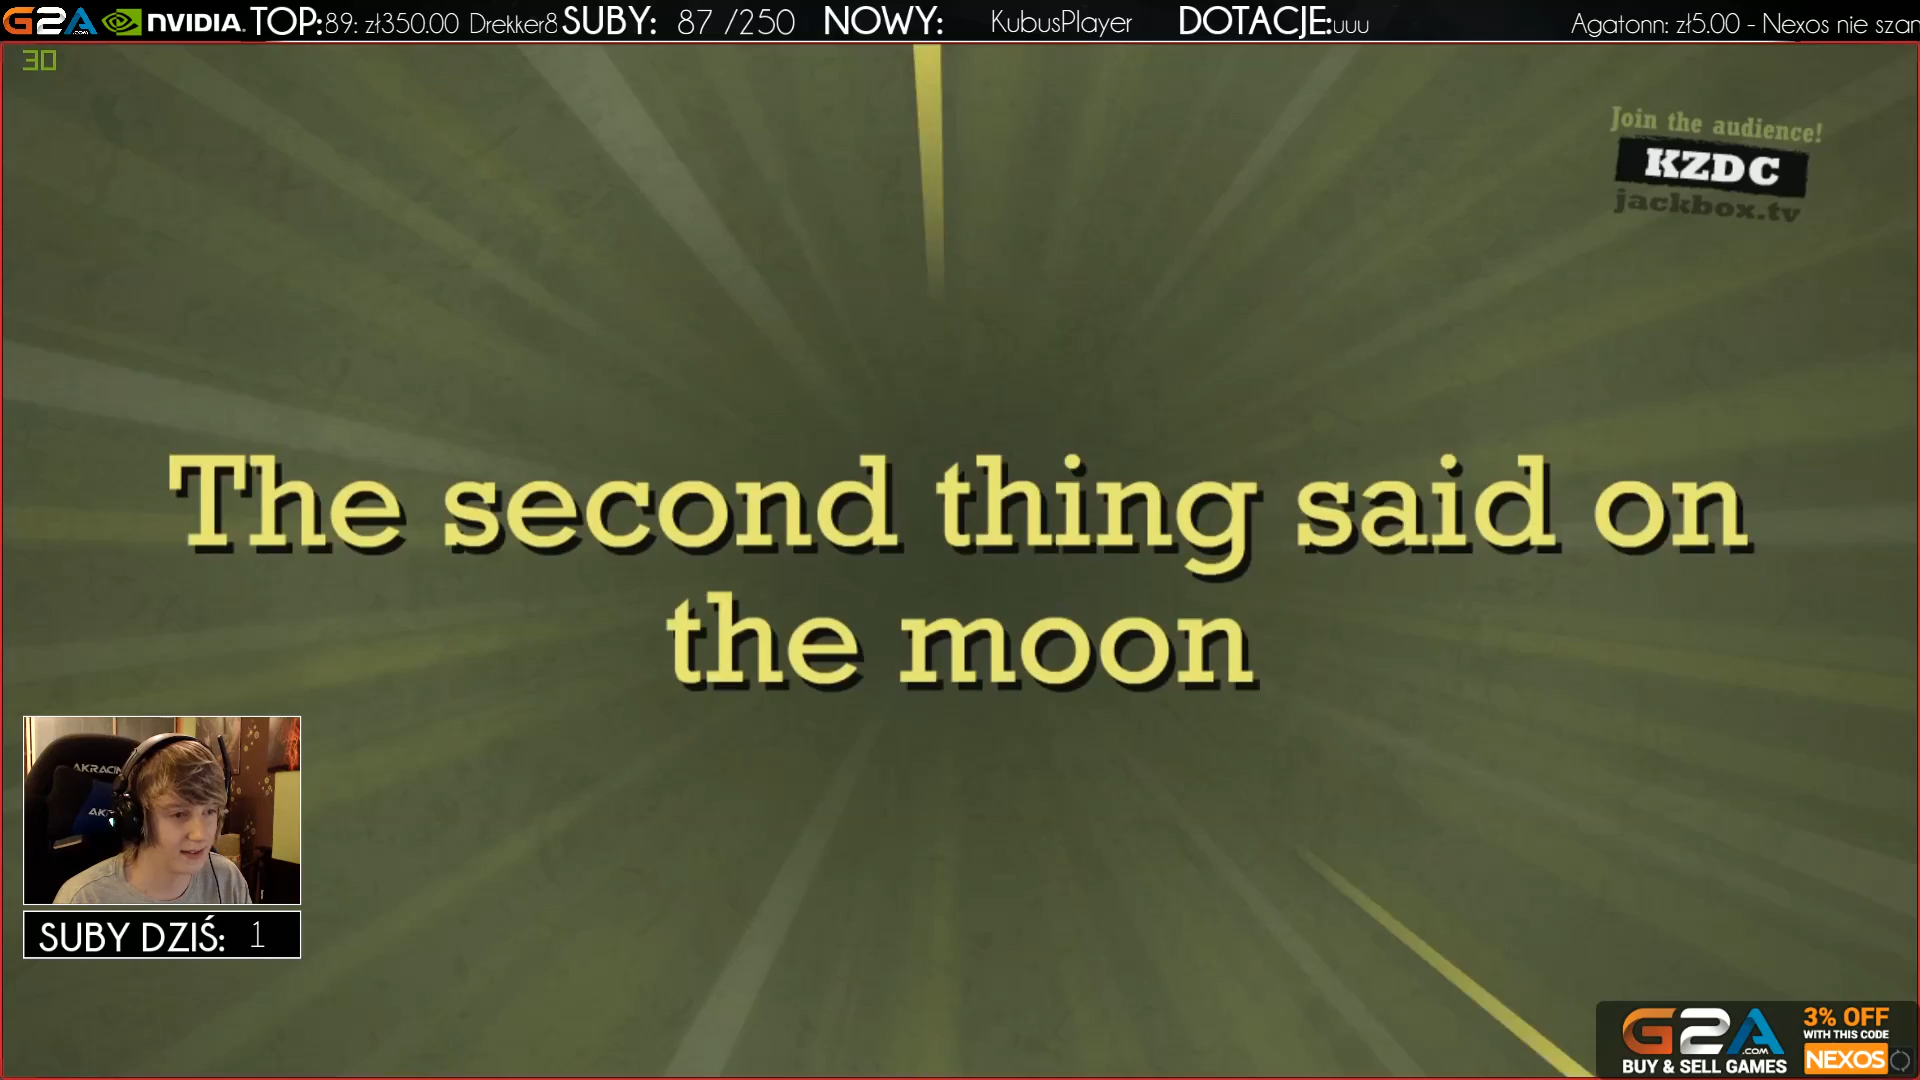 G2A.COM NVIDIA. TOP:89: zł350.00 Drekker8 SUBY: 87 /250 NOWY: KubusPlayer DOTACJE:uuu Agatonn: zł5.00 - Nexos nie szan
30
Join the audience!
KZDC
jackbox.tv
The second thing said on
the moon
AKRACIN
SUBY DZIŚ: 1
G2A.COM
BUY & SELL GAMES
3% OFF
WITH THIS CODE
NEXOS